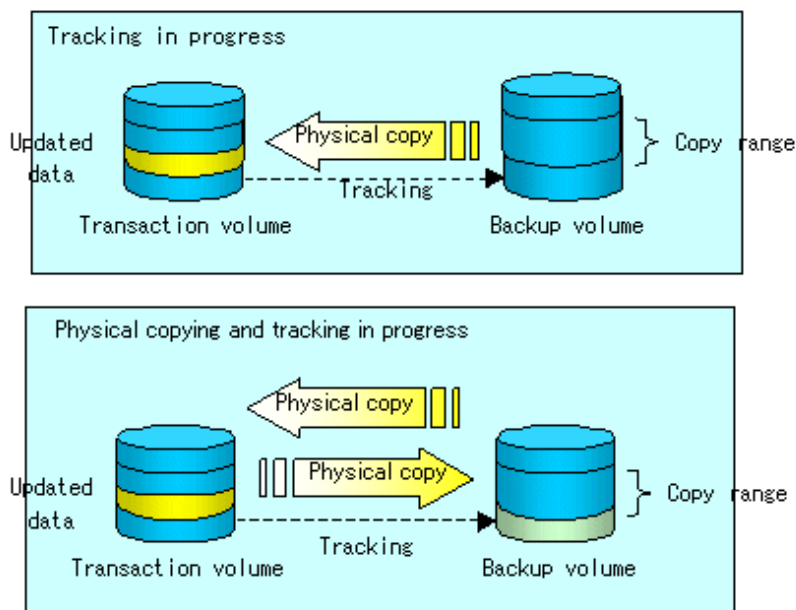 Tracking in progress
Physical copy
Updated
data
Copy range
Tracking
Transaction volume
Backup volume
Physical copying and tracking in progress
Physical copy
Physical copy
Updated
data
Copy range
Tracking
Transaction volume
Backup volume